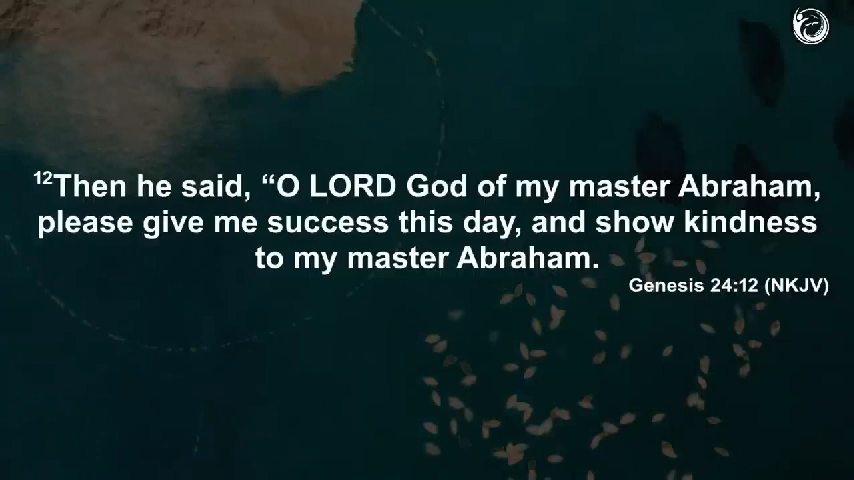 ¹²Then he said, “O LORD God of my master Abraham,
please give me success this day, and show kindness
to my master Abraham.
Genesis 24:12 (NKJV)